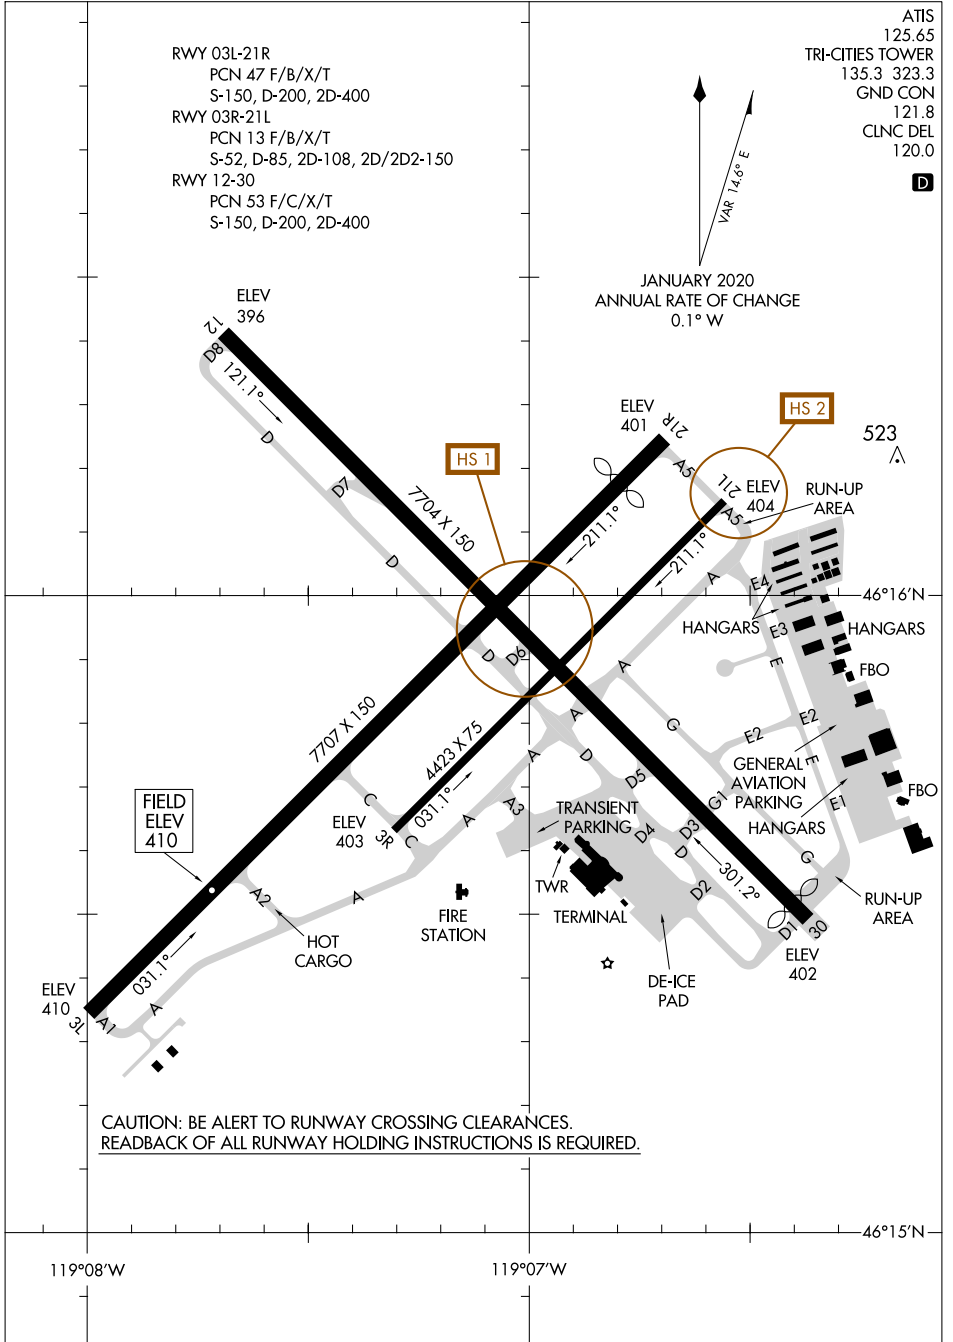 RWY 03L-21R
PCN 47 F/B/X/T
S-150, D-200, 2D-400
RWY 03R-21L
PCN 13 F/B/X/T
S-52, D-85, 2D-108, 2D/2D2-150
RWY 12-30
PCN 53 F/C/X/T
S-150, D-200, 2D-400
ATIS
125.65
TRI-CITIES TOWER
135.3 323.3
GND CON
121.8
CLNC DEL
120.0
D
VAR 14.6° E
JANUARY 2020
ANNUAL RATE OF CHANGE
0.1° W
ELEV
396
12
D8
121.1°
D
D7
D
7704 X 150
HS 1
ELEV
401
21R
A5
HS 2
523
21L
ELEV
404
A5
RUN-UP
AREA
211.1°
211.1°
A
E4
46°16'N
HANGARS
E3
HANGARS
E
FBO
D
D6
A
A
G
E2
E2
E
7707 X 150
4423 X 75
031.1°
A
D
D5
GENERAL
AVIATION
PARKING
E1
FBO
HANGARS
G1
C
A3
A
TRANSIENT
PARKING
D4
D3
FIELD
ELEV
410
ELEV
403
3R
C
D
G
301.2°
TWR
D2
TERMINAL
A2
A
FIRE
STATION
HOT
CARGO
RUN-UP
AREA
D1
30
ELEV
402
DE-ICE
PAD
031.1°
ELEV
410
3L
A1
A
CAUTION: BE ALERT TO RUNWAY CROSSING CLEARANCES.
READBACK OF ALL RUNWAY HOLDING INSTRUCTIONS IS REQUIRED.
46°15'N
119°08'W
119°07'W